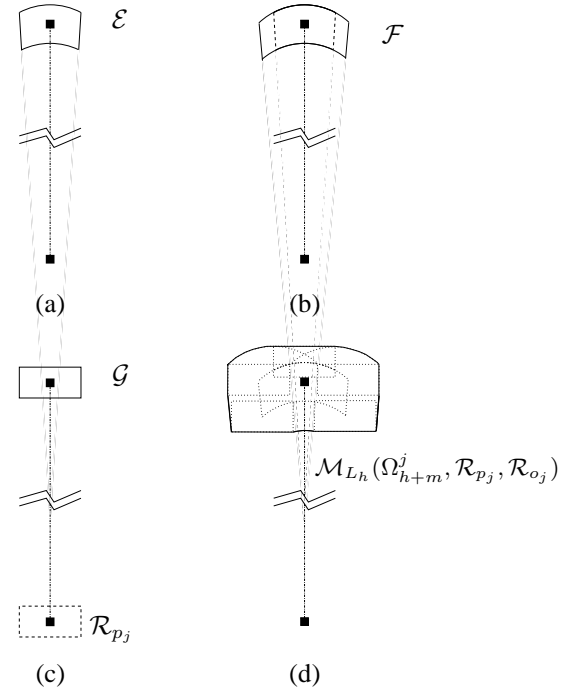 ℰ
ℱ
(a)
(b)
𝒢
ℳ_{L_h}(Ω^j_{h+m}, ℛ_{p_j}, ℛ_{o_j})
ℛ_{p_j}
(c)
(d)